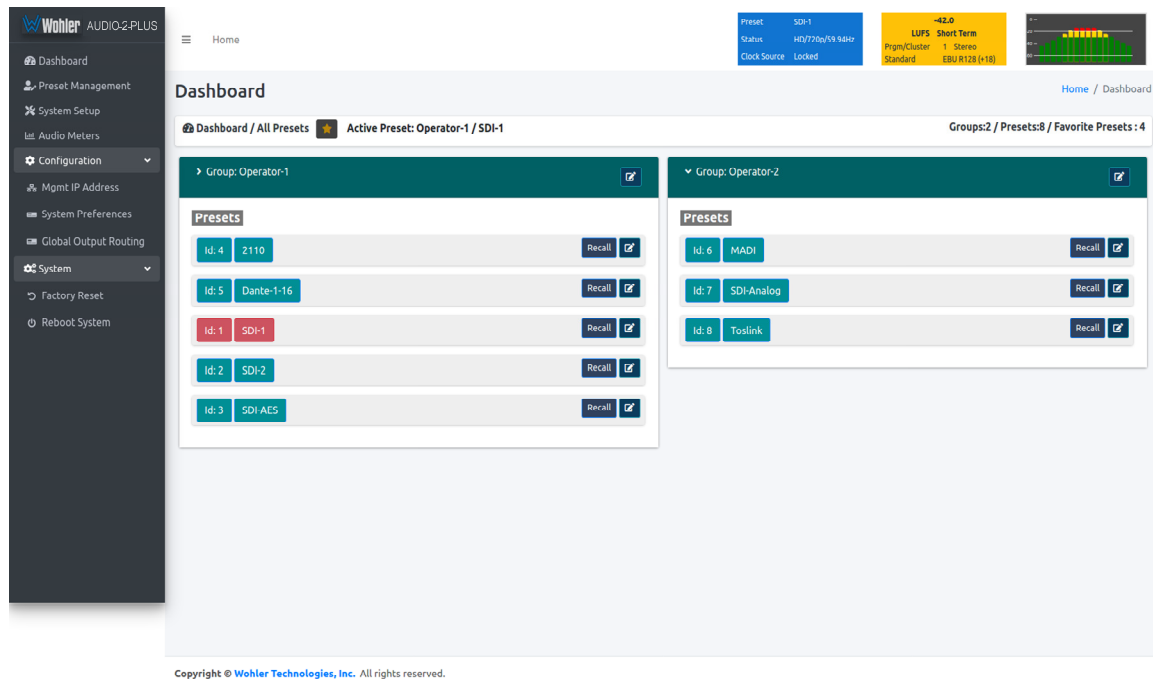 Wohler AUDIO-2-PLUS
Dashboard
Preset Management
System Setup
Audio Meters
Configuration
Mgmt IP Address
System Preferences
Global Output Routing
System
Factory Reset
Reboot System
Home
Preset SDI-1
Status HD/720p/59.94Hz
Clock Source Locked
-42.0
LUFS Short Term
Prgm/Cluster 1 Stereo
Standard EBU R128 (+18)
Dashboard
Home / Dashboard
Dashboard / All Presets Active Preset: Operator-1 / SDI-1
Groups:2 / Presets:8 / Favorite Presets : 4
Group: Operator-1
Presets
Id: 4 2110 Recall
Id: 5 Dante-1-16 Recall
Id: 1 SDI-1 Recall
Id: 2 SDI-2 Recall
Id: 3 SDI-AES Recall
Group: Operator-2
Presets
Id: 6 MADI Recall
Id: 7 SDI-Analog Recall
Id: 8 Toslink Recall
Copyright © Wohler Technologies, Inc. All rights reserved.